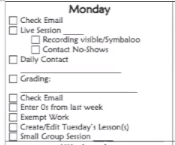 Monday
Check Email
Live Session
Recording visible/Symbaloo
Contact No-Shows
Daily Contact
Grading:
Check Email
Enter 0s from last week
Exempt Work
Create/Edit Tuesday's Lesson(s)
Small Group Session